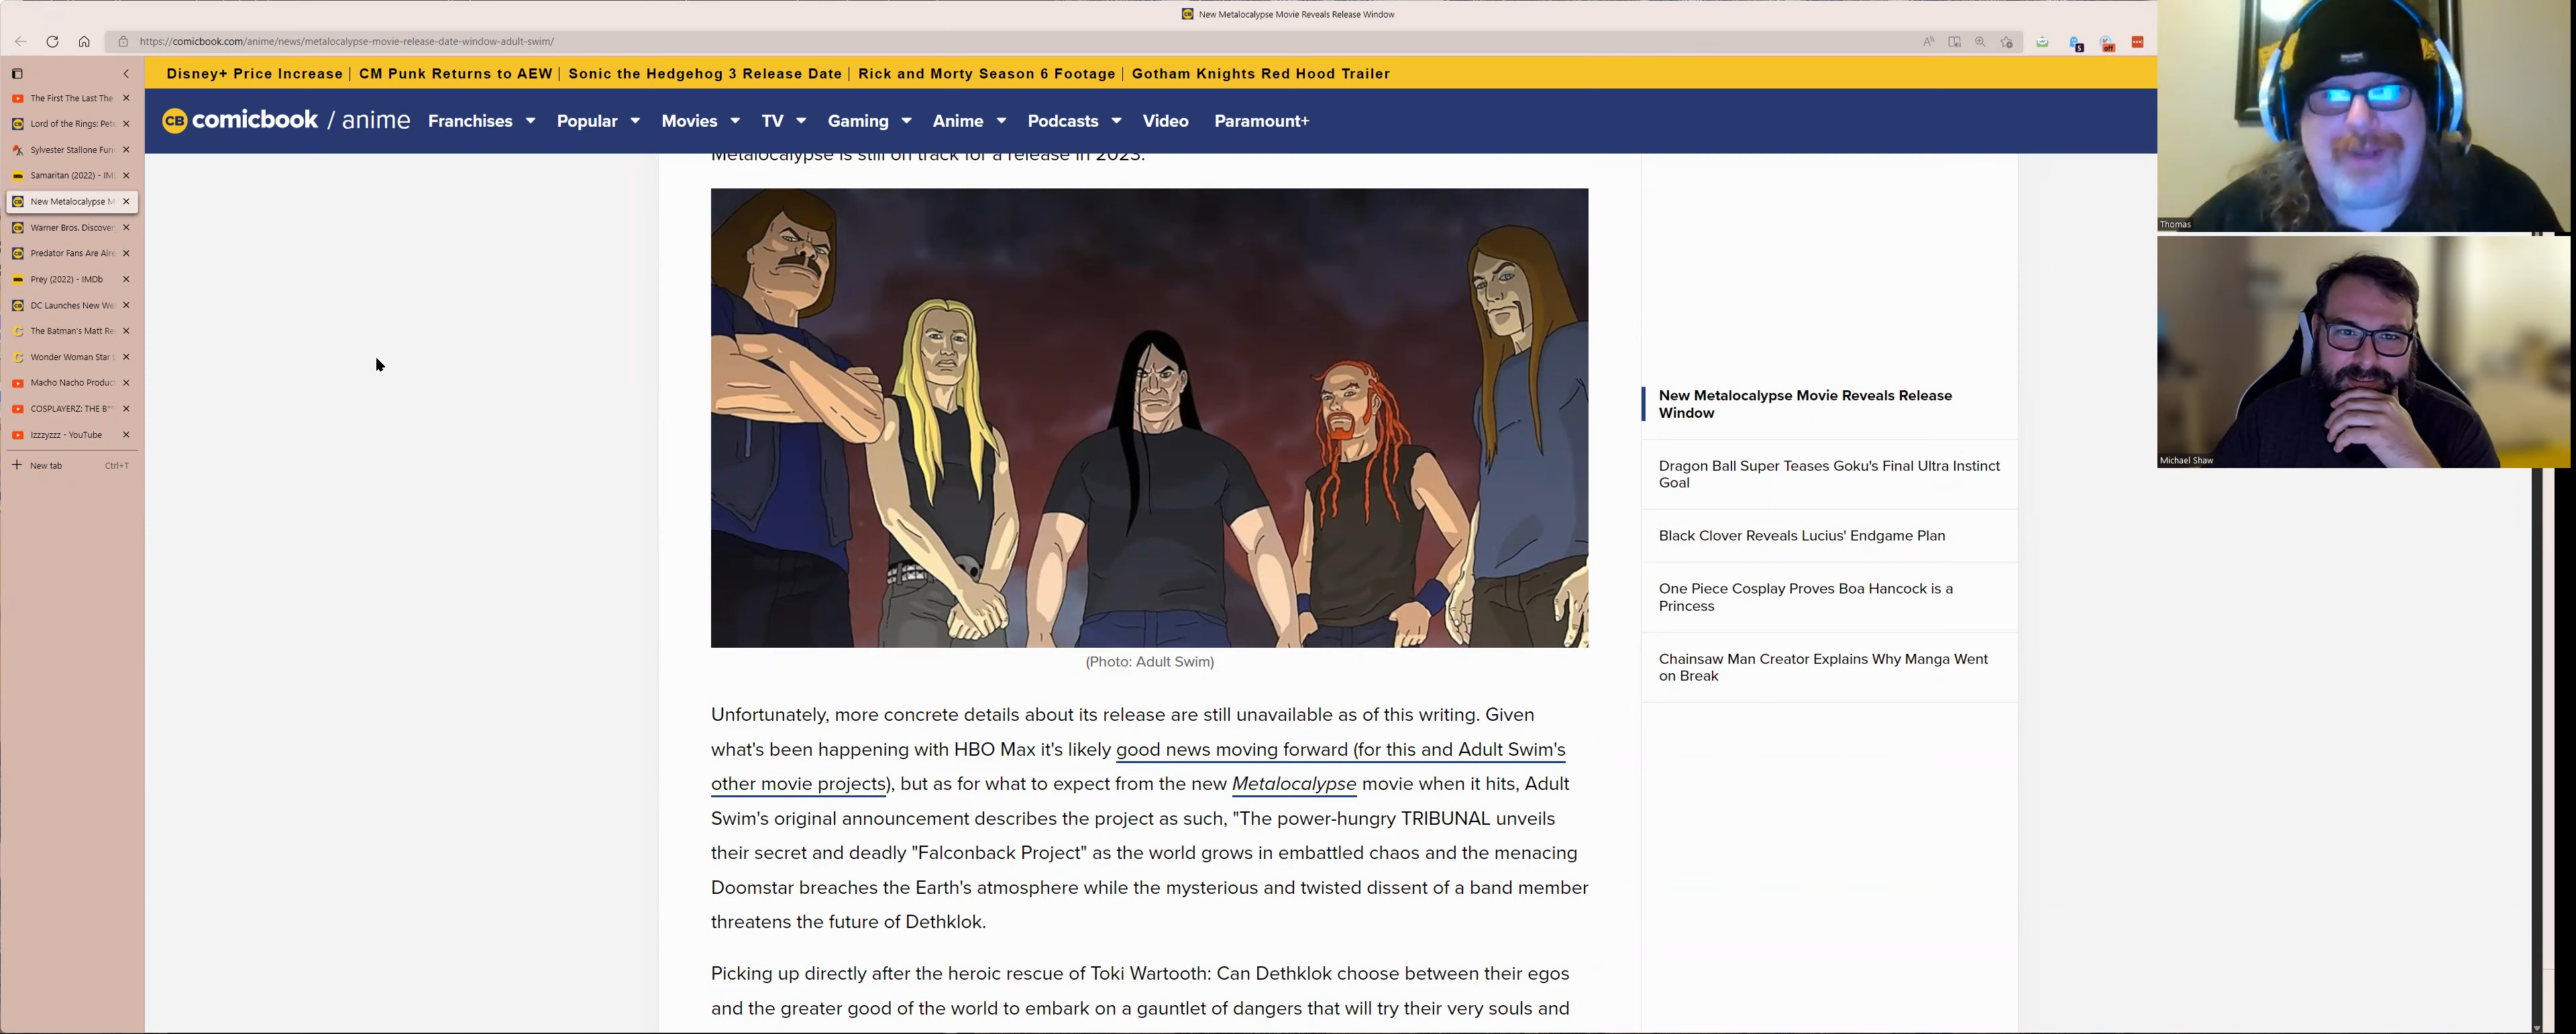 New Metalocalypse Movie Reveals Release Window
https://comicbook.com/anime/news/metalocalypse-movie-release-date-window-adult-swim/
The First The Last The
Lord of the Rings: Pet
Sylvester Stallone Furi
Samaritan (2022) - IM
New Metalocalypse M
Warner Bros. Discover
Predator Fans Are Alre
Prey (2022) - IMDb
DC Launches New We
The Batman's Matt Re
Wonder Woman Star
Macho Nacho Produc
COSPLAYERZ: THE B**
Izzzyzzz - YouTube
New tab Ctrl+T
Disney+ Price Increase | CM Punk Returns to AEW | Sonic the Hedgehog 3 Release Date | Rick and Morty Season 6 Footage | Gotham Knights Red Hood Trailer
CB comicbook / anime Franchises Popular Movies TV Gaming Anime Podcasts Video Paramount+
Metalocalypse is still on track for a release in 2023.
(Photo: Adult Swim)
Unfortunately, more concrete details about its release are still unavailable as of this writing. Given
what's been happening with HBO Max it's likely good news moving forward (for this and Adult Swim's
other movie projects), but as for what to expect from the new Metalocalypse movie when it hits, Adult
Swim's original announcement describes the project as such, "The power-hungry TRIBUNAL unveils
their secret and deadly "Falconback Project" as the world grows in embattled chaos and the menacing
Doomstar breaches the Earth's atmosphere while the mysterious and twisted dissent of a band member
threatens the future of Dethklok.
Picking up directly after the heroic rescue of Toki Wartooth: Can Dethklok choose between their egos
and the greater good of the world to embark on a gauntlet of dangers that will try their very souls and
New Metalocalypse Movie Reveals Release
Window
Dragon Ball Super Teases Goku's Final Ultra Instinct
Goal
Black Clover Reveals Lucius' Endgame Plan
One Piece Cosplay Proves Boa Hancock is a
Princess
Chainsaw Man Creator Explains Why Manga Went
on Break
Thomas
Michael Shaw